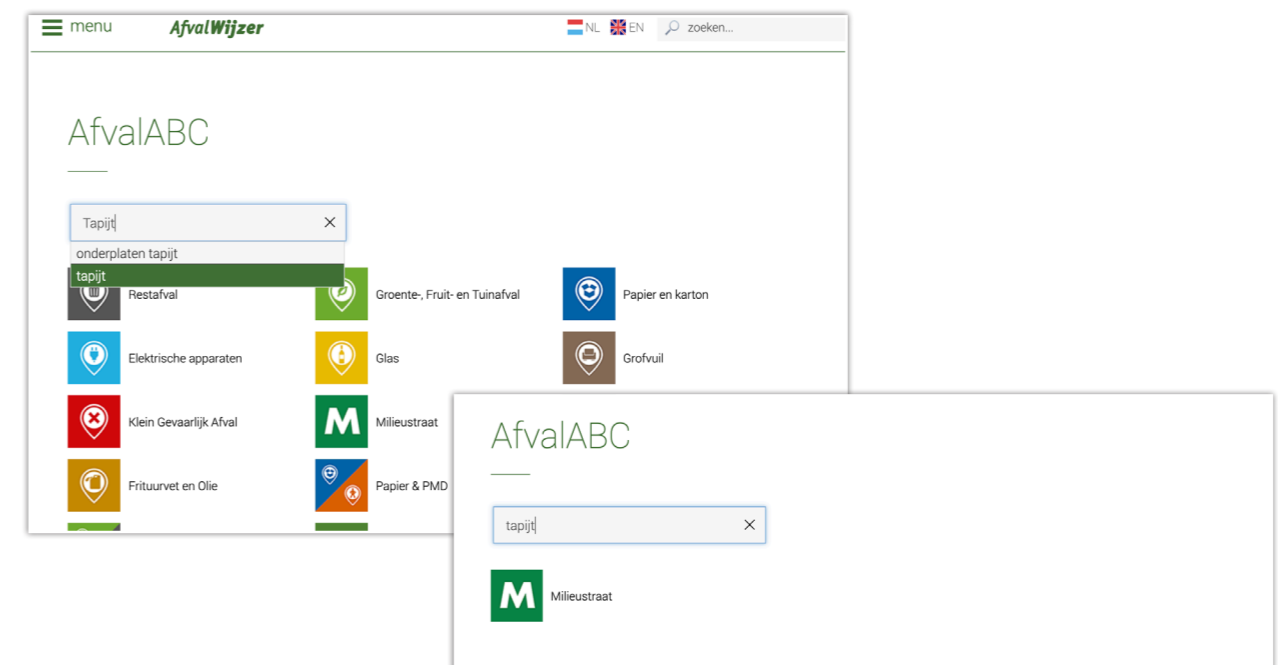 menu AfvalWijzer NL EN zoeken...
AfvalABC
Tapijt
onderplaten tapijt
tapijt
Restafval Groente-, Fruit- en Tuinafval Papier en karton
Elektrische apparaten Glas Grofvuil
Klein Gevaarlijk Afval M Milieustraat
Frituurvet en Olie Papier & PMD
AfvalABC
tapijt
M Milieustraat